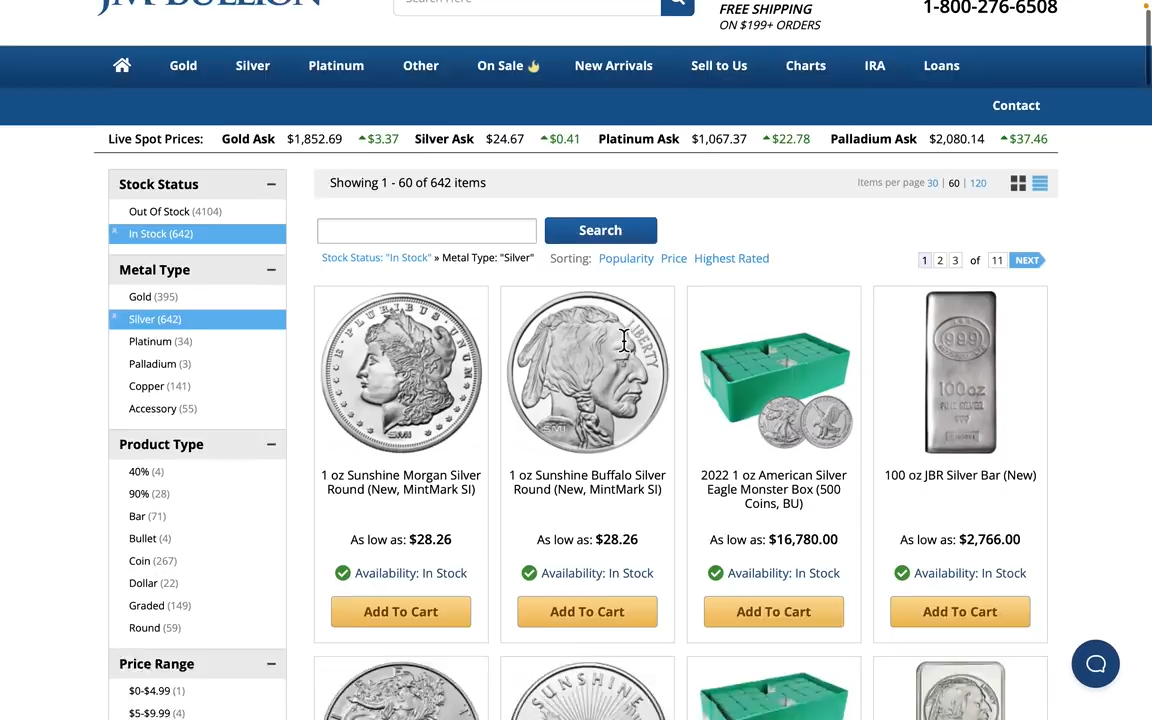 JM BULLION
Search Here
FREE SHIPPING
ON $199+ ORDERS
1-800-276-6508
Gold Silver Platinum Other On Sale New Arrivals Sell to Us Charts IRA Loans
Contact
Live Spot Prices: Gold Ask $1,852.69 $3.37 Silver Ask $24.67 $0.41 Platinum Ask $1,067.37 $22.78 Palladium Ask $2,080.14 $37.46
Stock Status −
Out Of Stock (4104)
x In Stock (642)
Metal Type −
Gold (395)
x Silver (642)
Platinum (34)
Palladium (3)
Copper (141)
Accessory (55)
Product Type −
40% (4)
90% (28)
Bar (71)
Bullet (4)
Coin (267)
Dollar (22)
Graded (149)
Round (59)
Price Range −
$0-$4.99 (1)
$5-$9.99 (4)
Showing 1 - 60 of 642 items
Items per page 30 | 60 | 120
Search
Stock Status: "In Stock" » Metal Type: "Silver" Sorting: Popularity Price Highest Rated
1 2 3 of 11 NEXT
E·PLURIBUS·UNUM
SMI
1 oz Sunshine Morgan Silver
Round (New, MintMark SI)
As low as: $28.26
Availability: In Stock
Add To Cart
LIBERTY
SMI
1 oz Sunshine Buffalo Silver
Round (New, MintMark SI)
As low as: $28.26
Availability: In Stock
Add To Cart
2022 1 oz American Silver
Eagle Monster Box (500
Coins, BU)
As low as: $16,780.00
Availability: In Stock
Add To Cart
999
100 oz
FINE SILVER
100 oz JBR Silver Bar (New)
As low as: $2,766.00
Availability: In Stock
Add To Cart
SUNSHINE